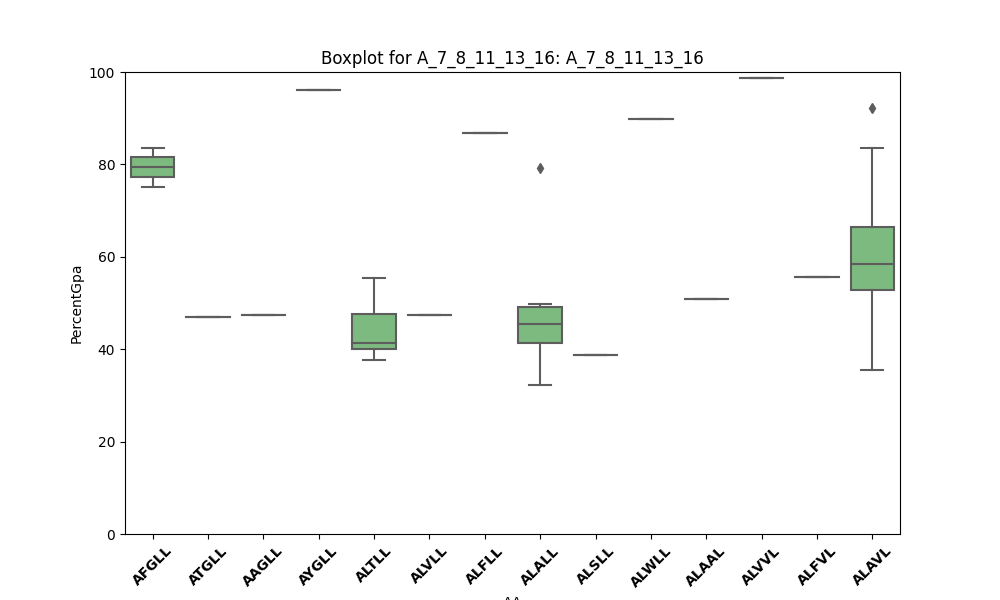 Boxplot for A_7_8_11_13_16: A_7_8_11_13_16
100
80
60
40
20
0
PercentGpa
AFGLL ATGLL AAGLL AYGLL ALTLL ALVLL ALFLL ALALL ALSLL ALWLL ALAAL ALVVL ALFVL ALAVL